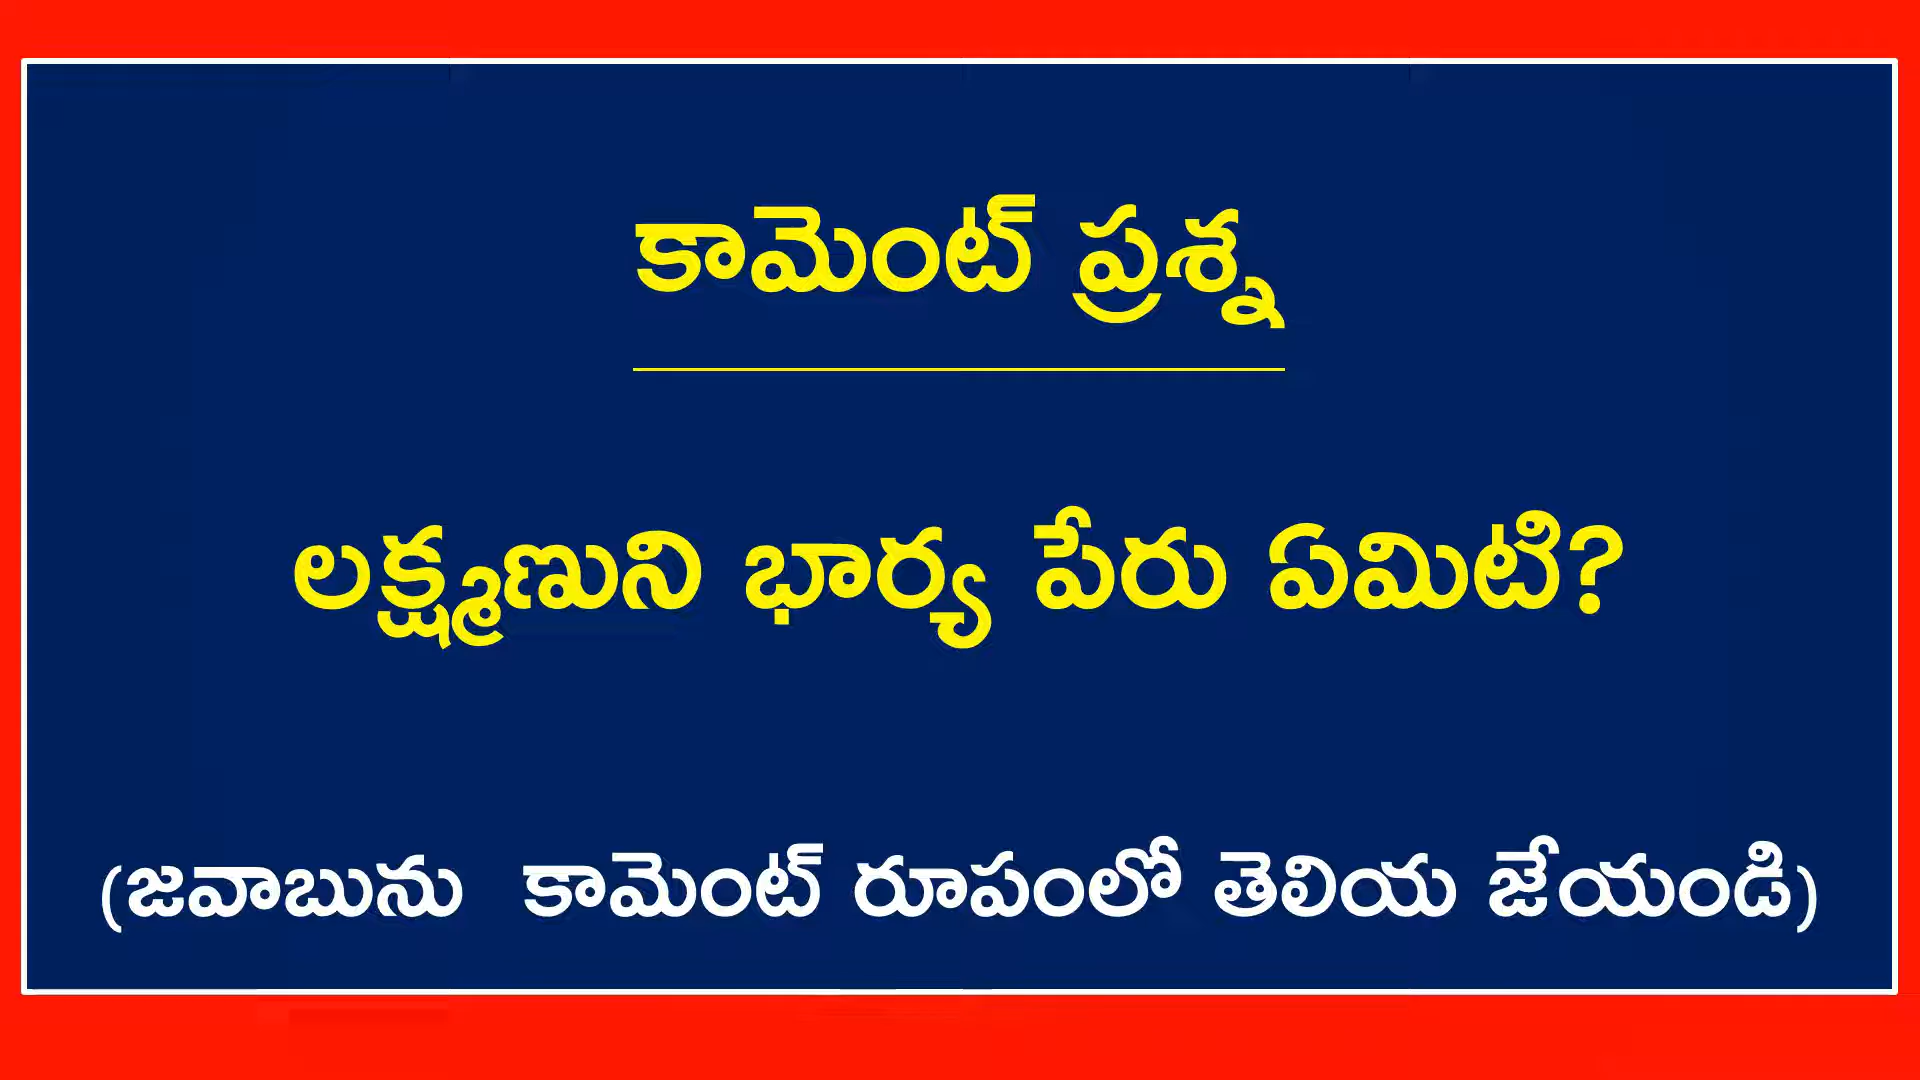 కామెంట్ ప్రశ్న
లక్ష్మణుని భార్య పేరు ఏమిటి?
(జవాబును కామెంట్ రూపంలో తెలియ జేయండి)